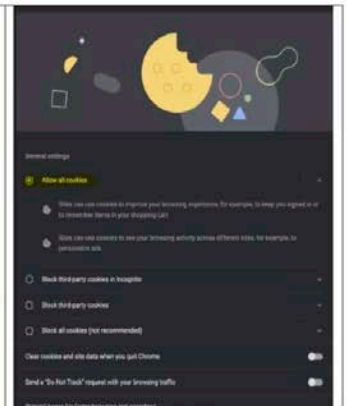 General settings
Allow all cookies
Sites can use cookies to improve your browsing experience, for example, to keep you signed in or
to remember items in your shopping cart
Sites can use cookies to see your browsing activity across different sites, for example, to
personalize ads
Block third-party cookies in Incognito
Block third-party cookies
Block all cookies (not recommended)
Clear cookies and site data when you quit Chrome
Send a "Do Not Track" request with your browsing traffic